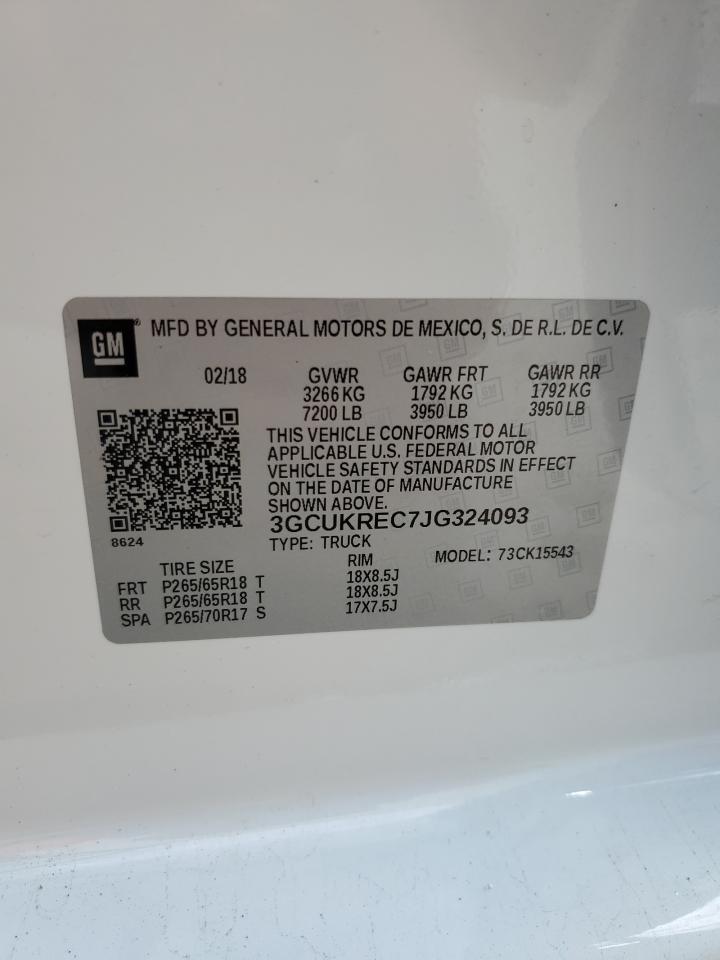 GM ® MFD BY GENERAL MOTORS DE MEXICO, S. DE R.L. DE C.V.
02/18 GVWR GAWR FRT GAWR RR
3266 KG 1792 KG 1792 KG
7200 LB 3950 LB 3950 LB
THIS VEHICLE CONFORMS TO ALL
APPLICABLE U.S. FEDERAL MOTOR
VEHICLE SAFETY STANDARDS IN EFFECT
ON THE DATE OF MANUFACTURE
SHOWN ABOVE.
3GCUKREC7JG324093
8624
TYPE: TRUCK MODEL: 73CK15543
TIRE SIZE RIM
FRT P265/65R18 T 18X8.5J
RR P265/65R18 T 18X8.5J
SPA P265/70R17 S 17X7.5J